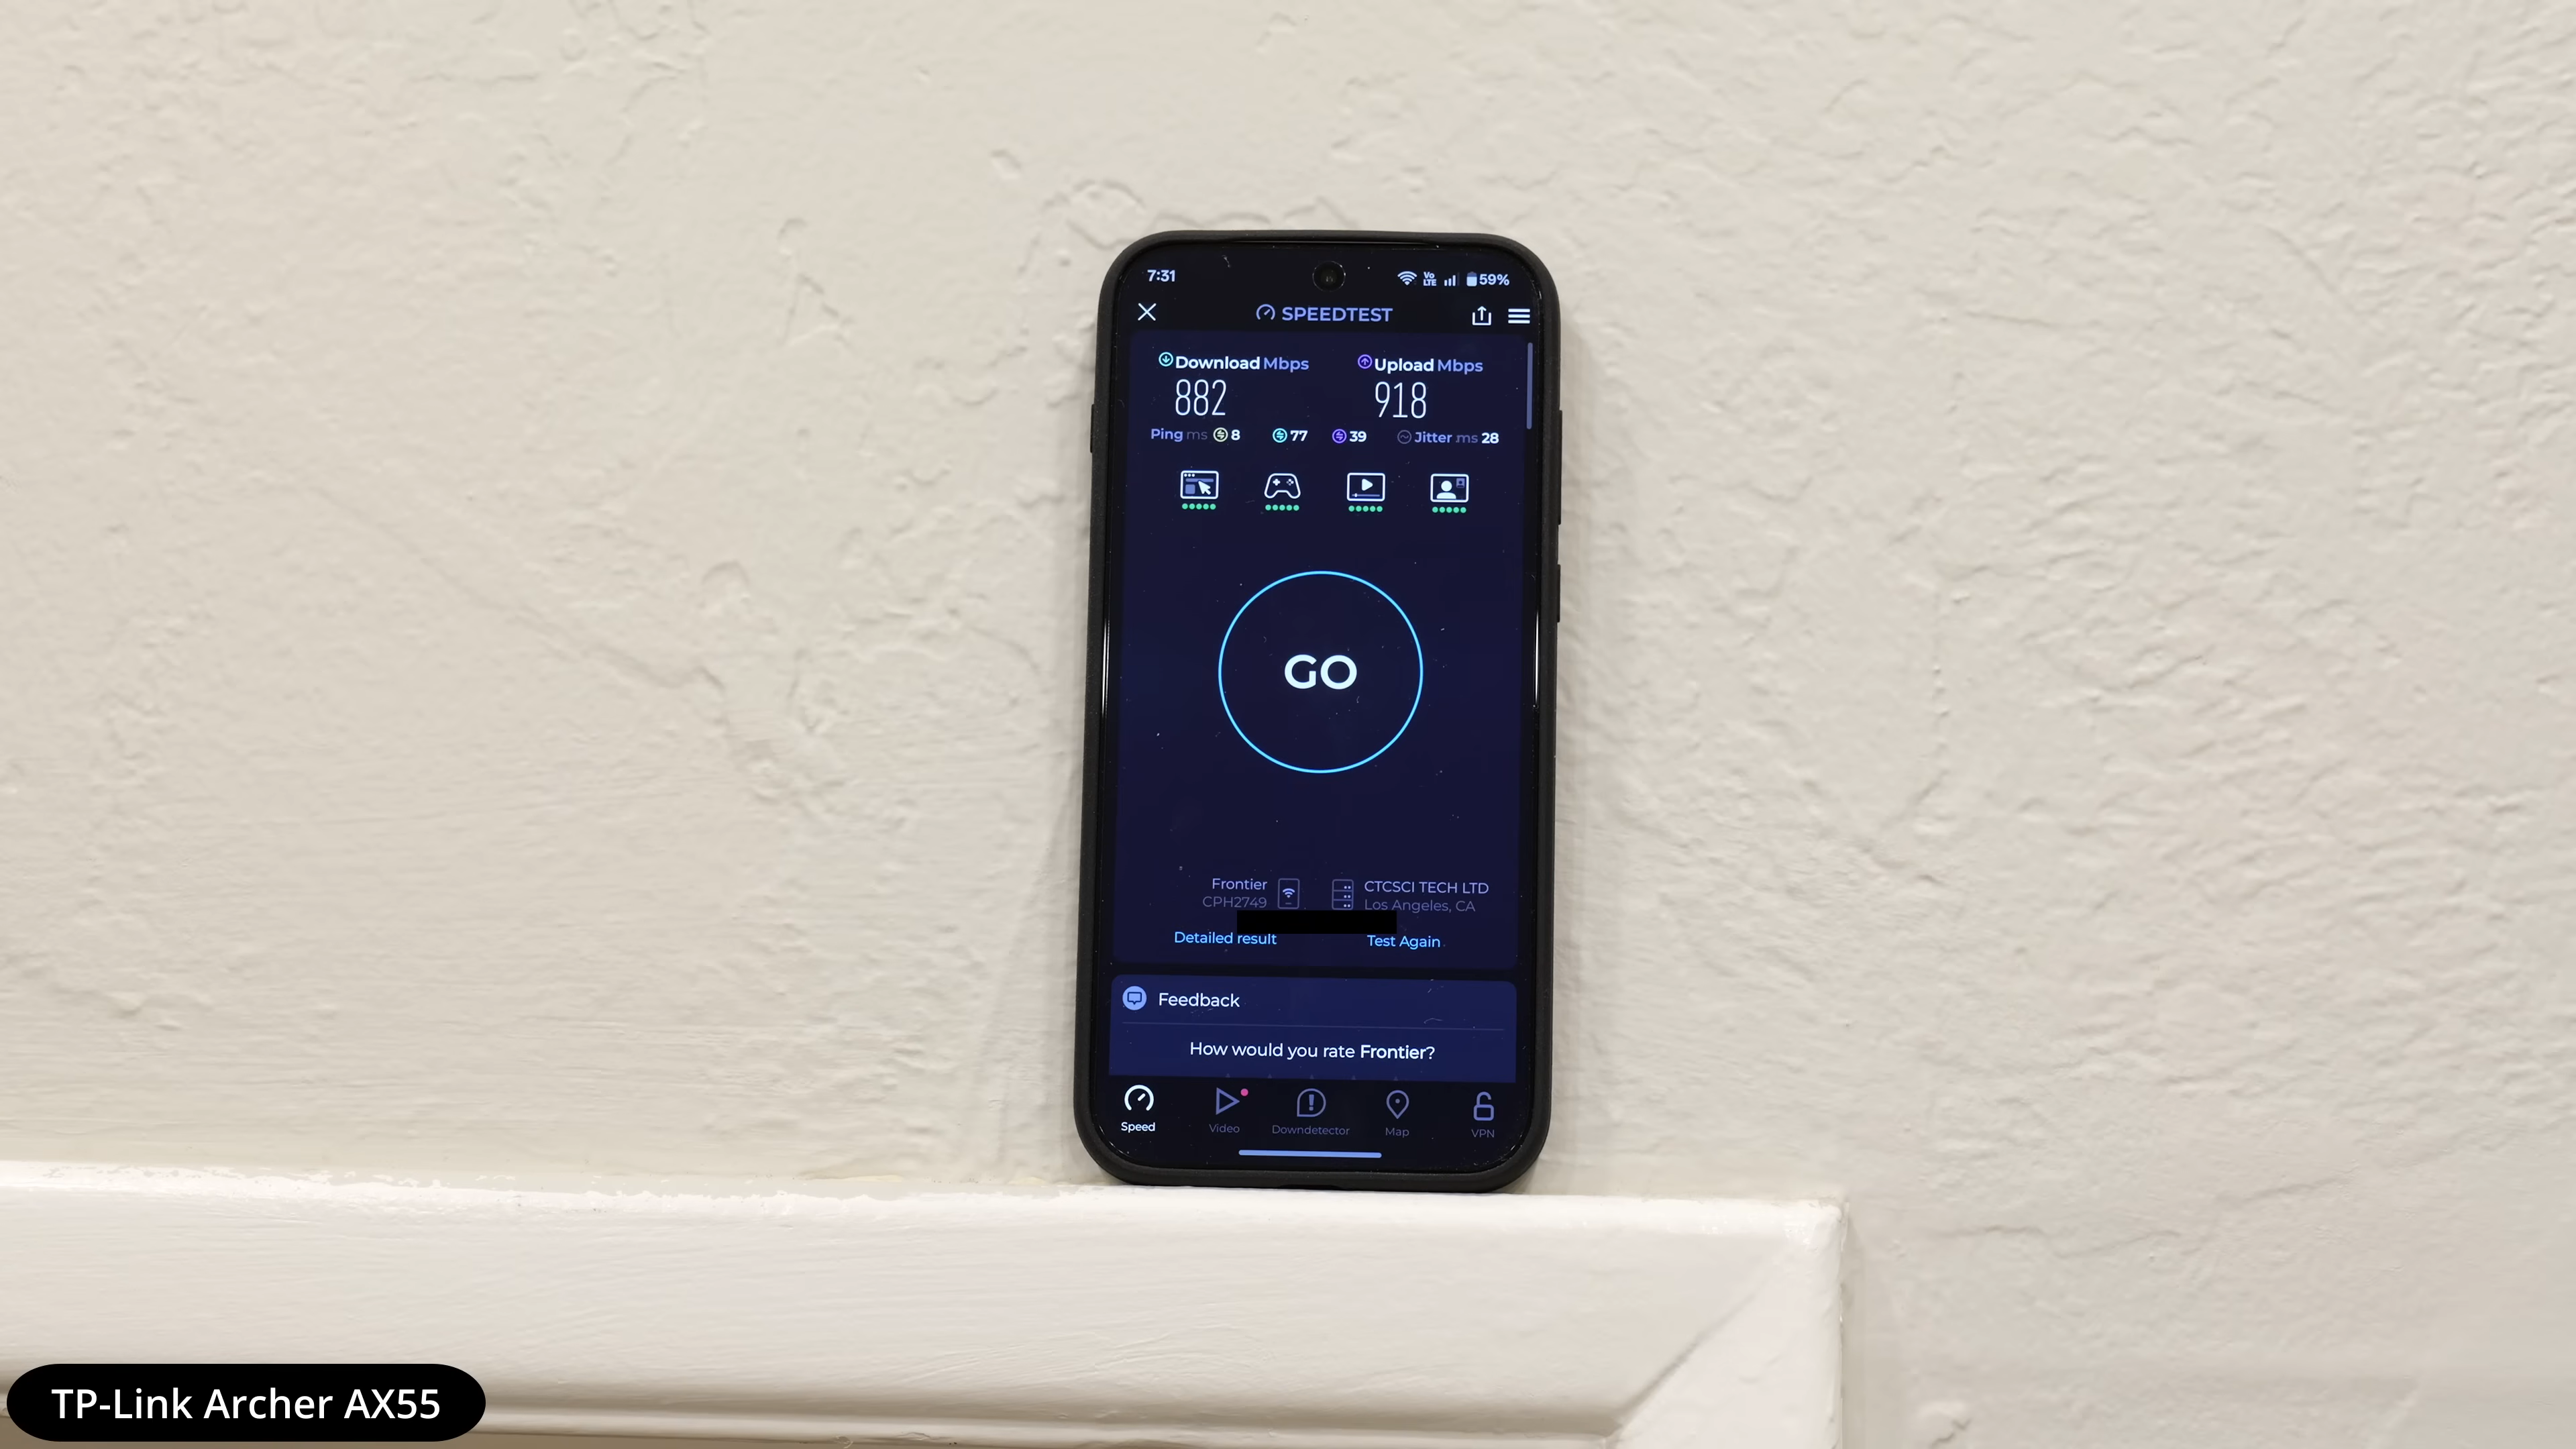 7:31
Vo LTE 59%
SPEEDTEST
Download Mbps
Upload Mbps
882
918
Ping ms 8 77 39 Jitter ms 28
GO
Frontier
CPH2749
CTCSCI TECH LTD
Los Angeles, CA
Detailed result
Test Again
Feedback
How would you rate Frontier?
Speed
Video
Downdetector
Map
VPN
TP-Link Archer AX55